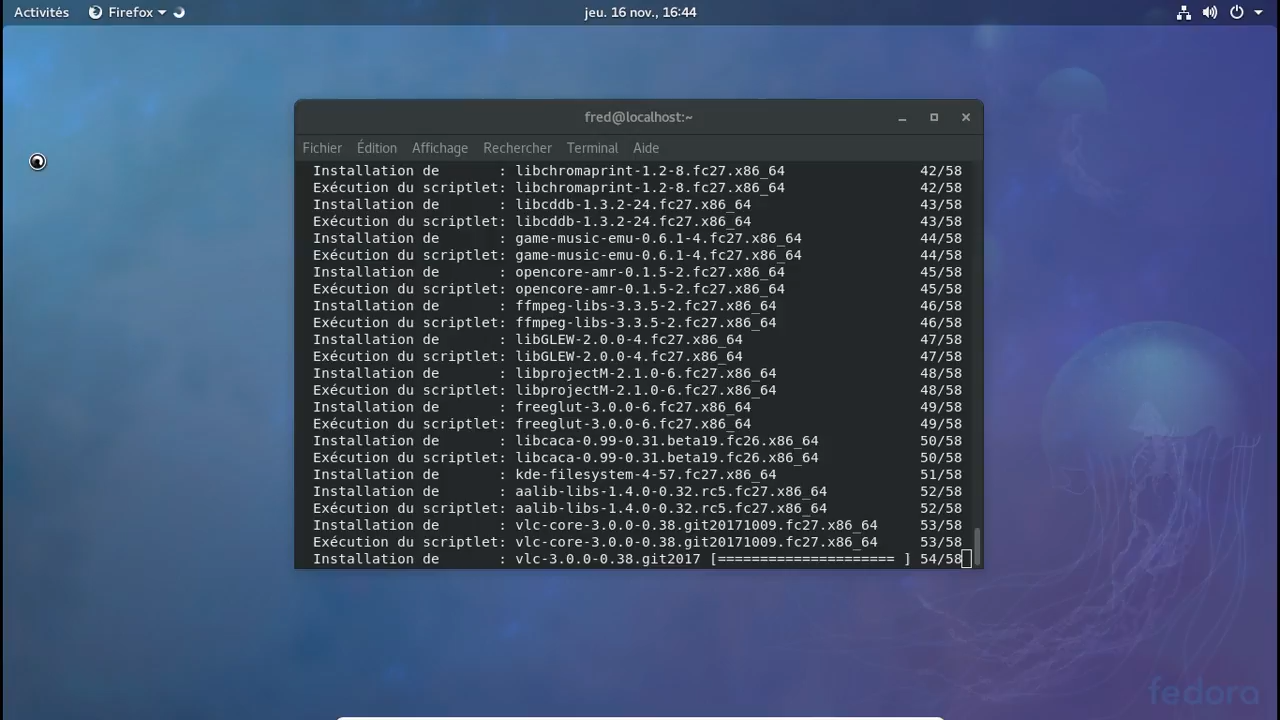 Activités Firefox jeu. 16 nov., 16:44
fred@localhost:~
Fichier Édition Affichage Rechercher Terminal Aide
Installation de : libchromaprint-1.2-8.fc27.x86_64 42/58
Exécution du scriptlet: libchromaprint-1.2-8.fc27.x86_64 42/58
Installation de : libcddb-1.3.2-24.fc27.x86_64 43/58
Exécution du scriptlet: libcddb-1.3.2-24.fc27.x86_64 43/58
Installation de : game-music-emu-0.6.1-4.fc27.x86_64 44/58
Exécution du scriptlet: game-music-emu-0.6.1-4.fc27.x86_64 44/58
Installation de : opencore-amr-0.1.5-2.fc27.x86_64 45/58
Exécution du scriptlet: opencore-amr-0.1.5-2.fc27.x86_64 45/58
Installation de : ffmpeg-libs-3.3.5-2.fc27.x86_64 46/58
Exécution du scriptlet: ffmpeg-libs-3.3.5-2.fc27.x86_64 46/58
Installation de : libGLEW-2.0.0-4.fc27.x86_64 47/58
Exécution du scriptlet: libGLEW-2.0.0-4.fc27.x86_64 47/58
Installation de : libprojectM-2.1.0-6.fc27.x86_64 48/58
Exécution du scriptlet: libprojectM-2.1.0-6.fc27.x86_64 48/58
Installation de : freeglut-3.0.0-6.fc27.x86_64 49/58
Exécution du scriptlet: freeglut-3.0.0-6.fc27.x86_64 49/58
Installation de : libcaca-0.99-0.31.beta19.fc26.x86_64 50/58
Exécution du scriptlet: libcaca-0.99-0.31.beta19.fc26.x86_64 50/58
Installation de : kde-filesystem-4-57.fc27.x86_64 51/58
Installation de : aalib-libs-1.4.0-0.32.rc5.fc27.x86_64 52/58
Exécution du scriptlet: aalib-libs-1.4.0-0.32.rc5.fc27.x86_64 52/58
Installation de : vlc-core-3.0.0-0.38.git20171009.fc27.x86_64 53/58
Exécution du scriptlet: vlc-core-3.0.0-0.38.git20171009.fc27.x86_64 53/58
Installation de : vlc-3.0.0-0.38.git2017 [===================== ] 54/58
fedora